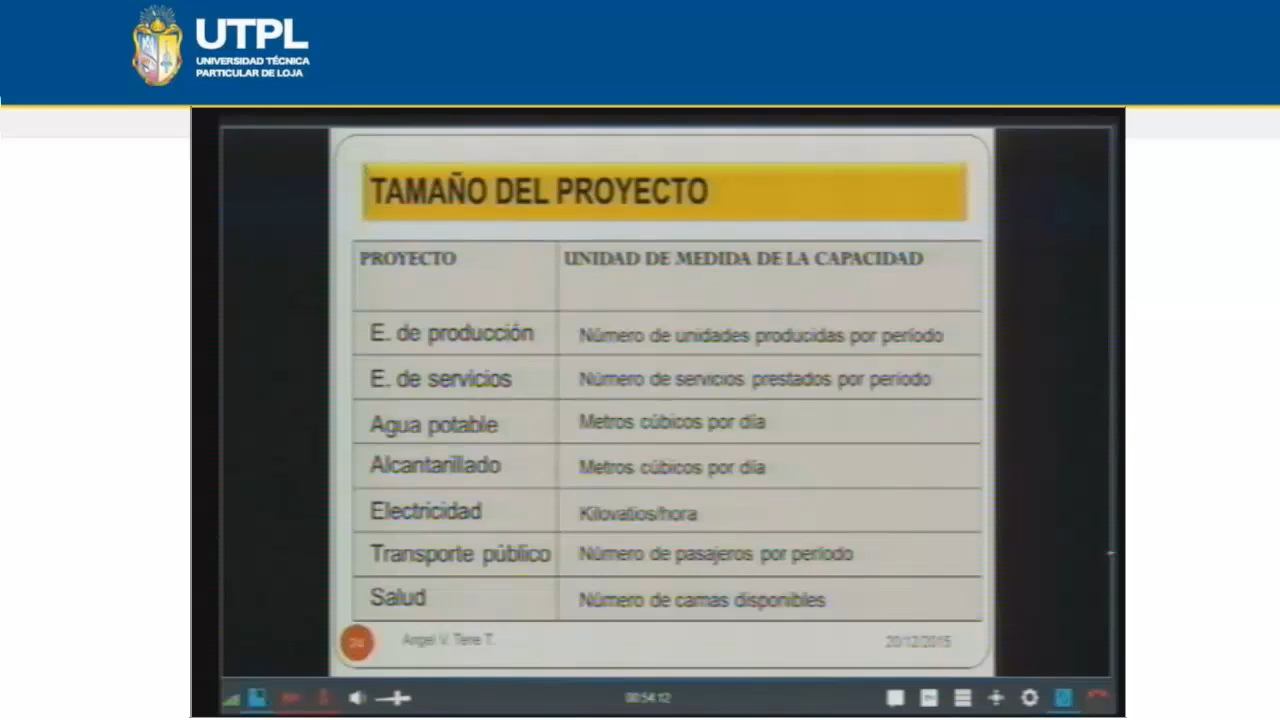 UTPL
UNIVERSIDAD TÉCNICA
PARTICULAR DE LOJA
TAMAÑO DEL PROYECTO
PROYECTO UNIDAD DE MEDIDA DE LA CAPACIDAD
E. de producción Número de unidades producidas por período
E. de servicios Número de servicios prestados por período
Agua potable Metros cúbicos por día
Alcantarillado Metros cúbicos por día
Electricidad Kilovatios/hora
Transporte público Número de pasajeros por período
Salud Número de camas disponibles
24 Angel V. T. 20/12/2015
00:54:12